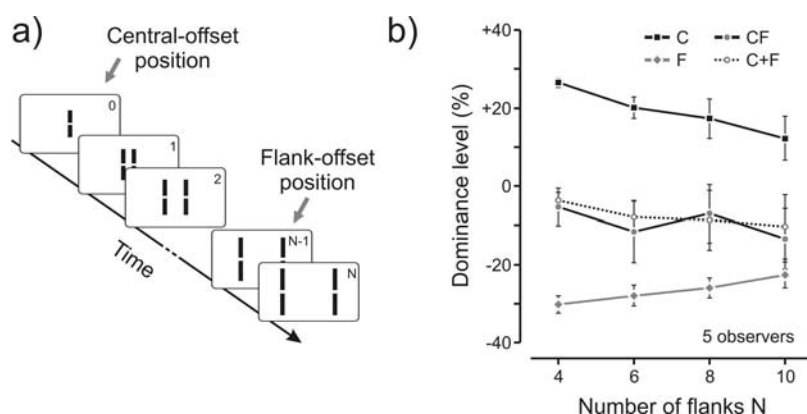 a)
Central-offset
position
0
1
2
Flank-offset
position
N-1
N
Time
b)
Dominance level (%)
+40
+20
0
-20
-40
C
CF
F
C+F
5 observers
4
6
8
10
Number of flanks N